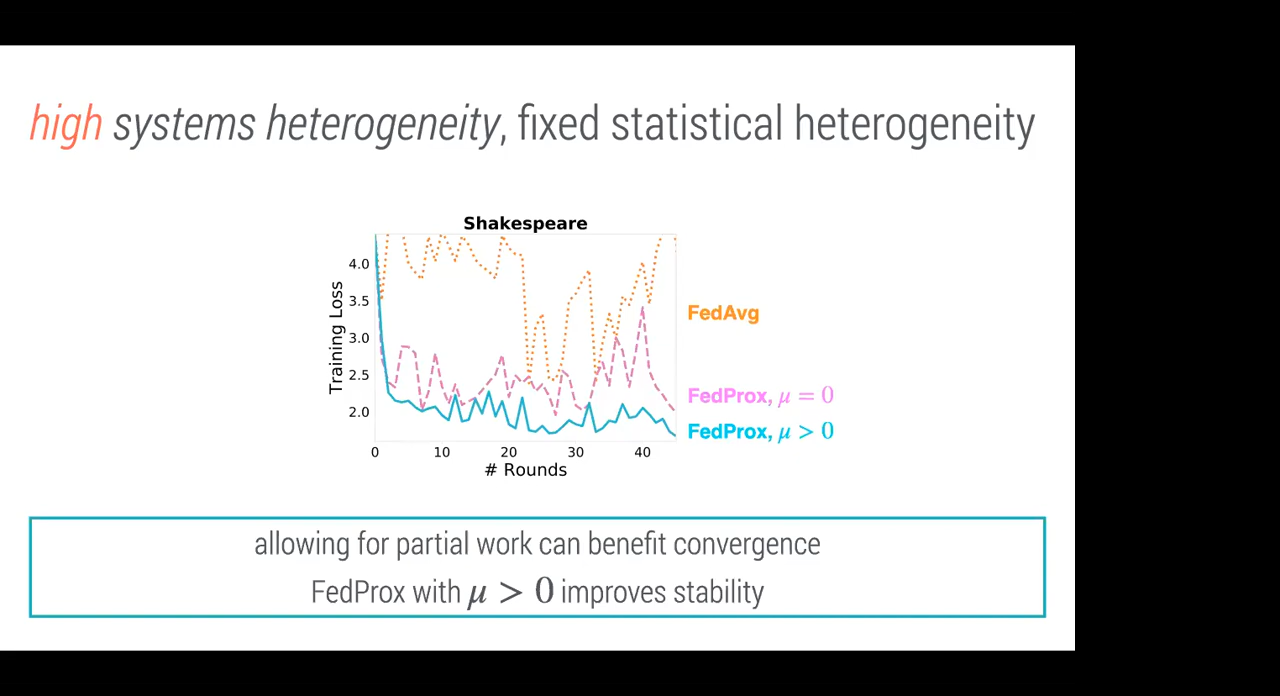 high systems heterogeneity, fixed statistical heterogeneity
Shakespeare
Training Loss
4.0
3.5
3.0
2.5
2.0
0 10 20 30 40
# Rounds
FedAvg
FedProx, μ = 0
FedProx, μ > 0
allowing for partial work can benefit convergence
FedProx with μ > 0 improves stability